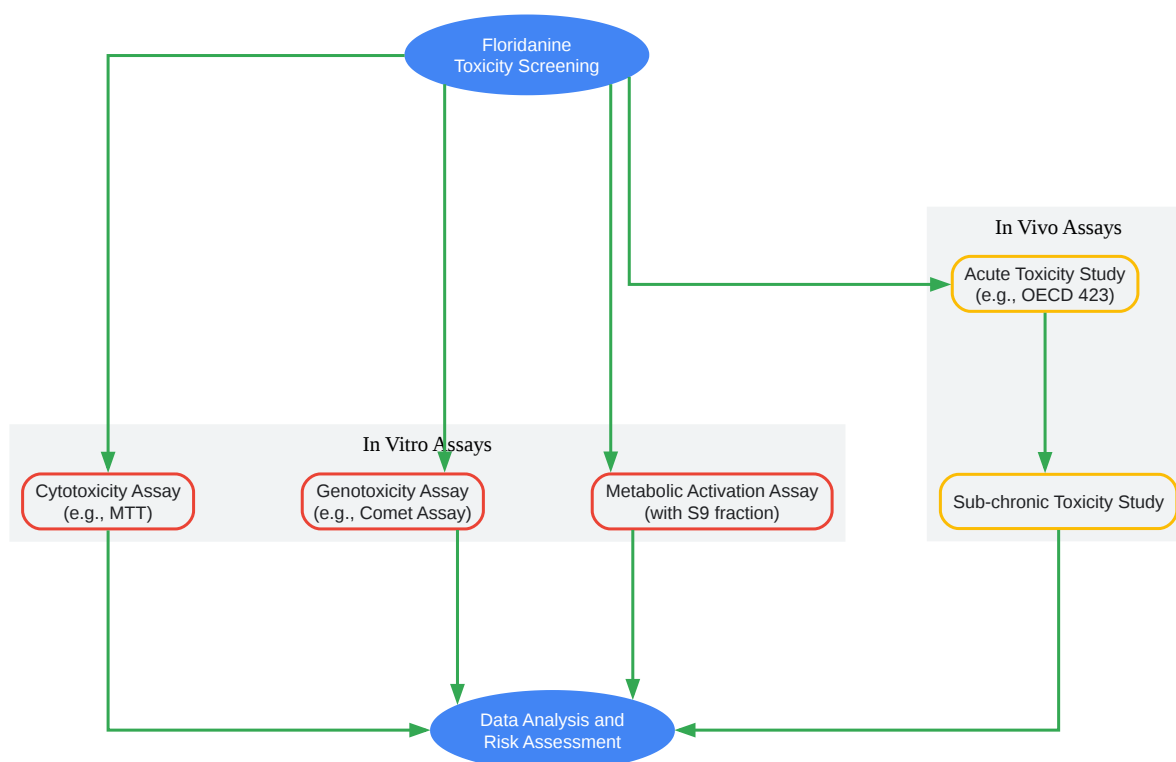 Floridanine
Toxicity Screening
In Vivo Assays
Acute Toxicity Study
(e.g., OECD 423)
In Vitro Assays
Cytotoxicity Assay
(e.g., MTT)
Genotoxicity Assay
(e.g., Comet Assay)
Metabolic Activation Assay
(with S9 fraction)
Sub-chronic Toxicity Study
Data Analysis and
Risk Assessment